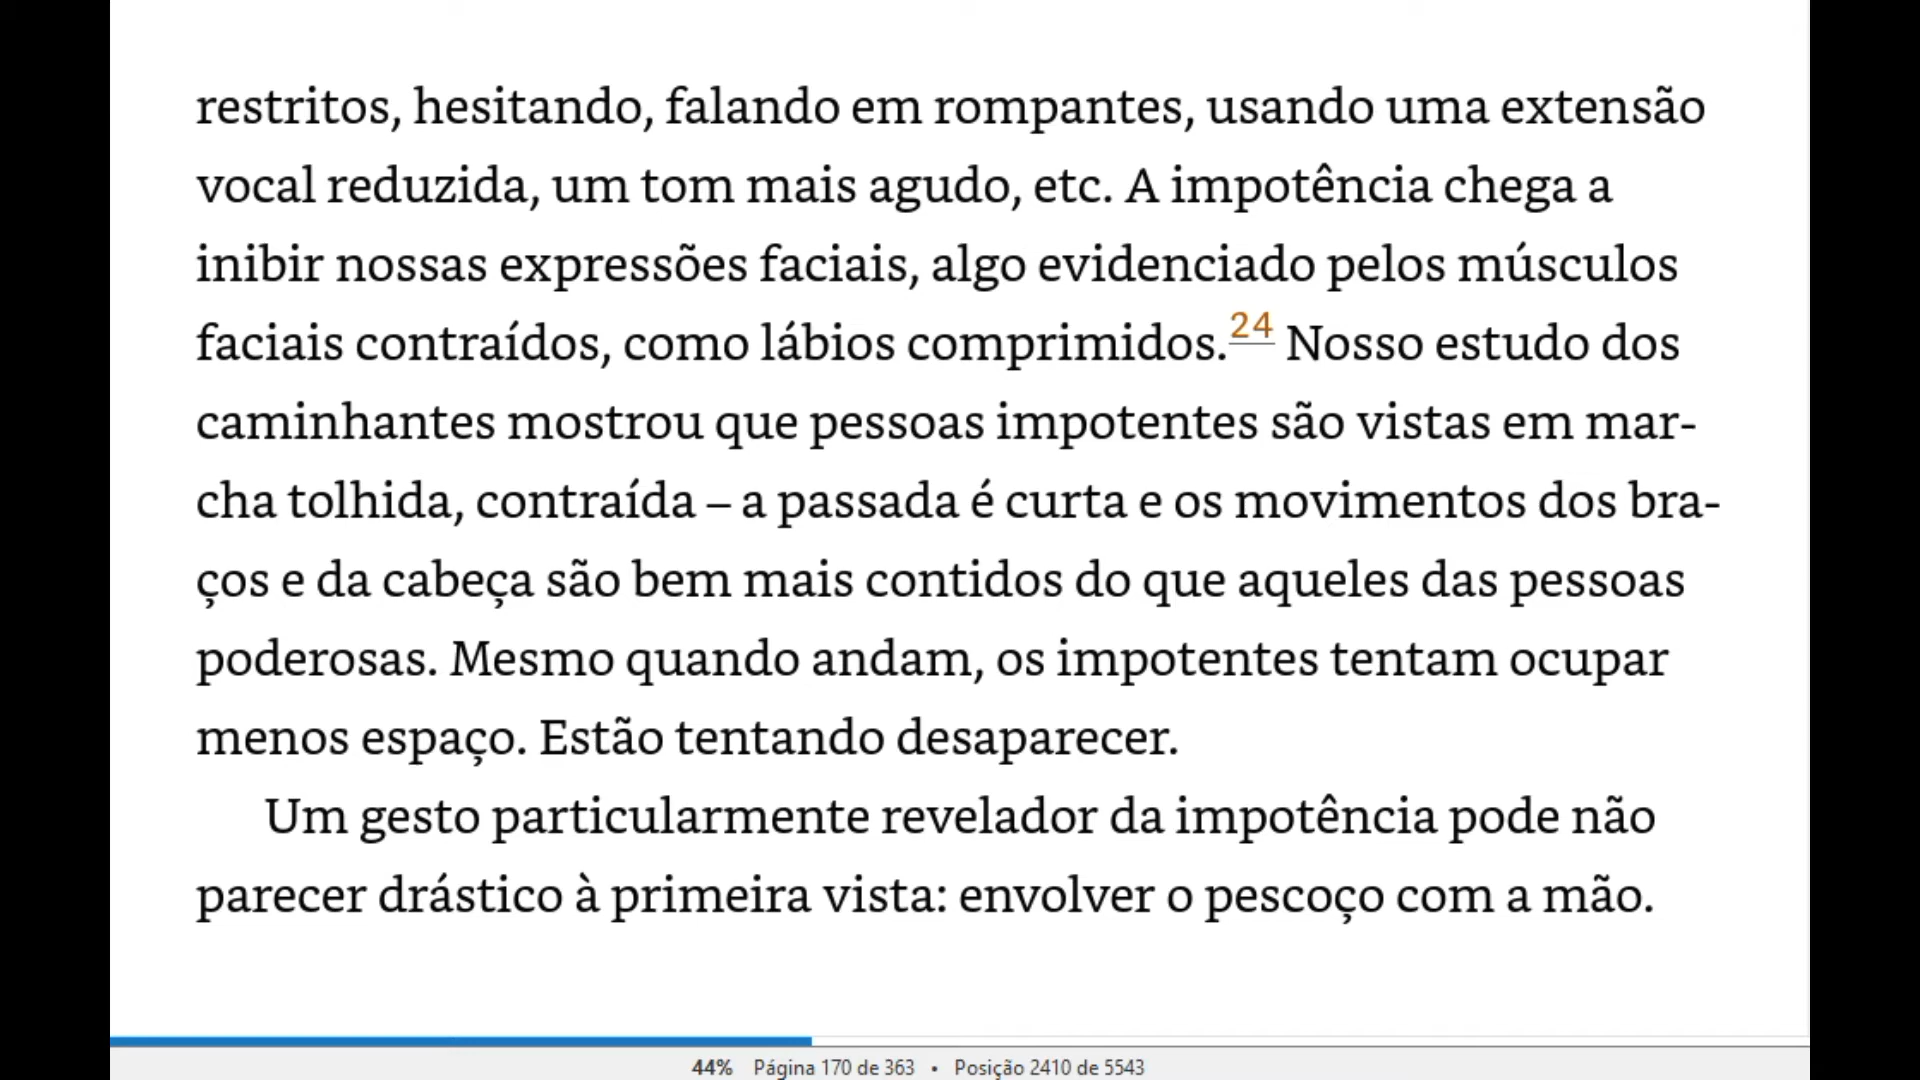 restritos, hesitando, falando em rompantes, usando uma extensão
vocal reduzida, um tom mais agudo, etc. A impotência chega a
inibir nossas expressões faciais, algo evidenciado pelos músculos
faciais contraídos, como lábios comprimidos.24 Nosso estudo dos
caminhantes mostrou que pessoas impotentes são vistas em mar-
cha tolhida, contraída – a passada é curta e os movimentos dos bra-
ços e da cabeça são bem mais contidos do que aqueles das pessoas
poderosas. Mesmo quando andam, os impotentes tentam ocupar
menos espaço. Estão tentando desaparecer.
Um gesto particularmente revelador da impotência pode não
parecer drástico à primeira vista: envolver o pescoço com a mão.
44% Página 170 de 363 • Posição 2410 de 5543